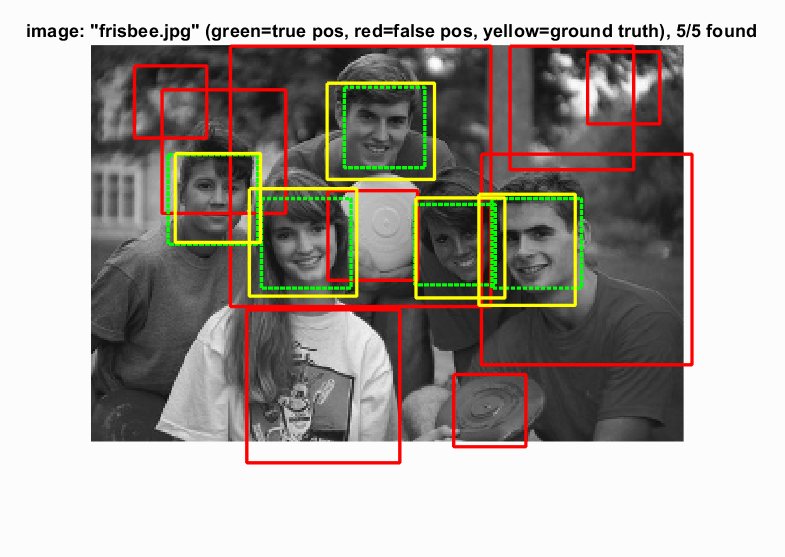 image: "frisbee.jpg" (green=true pos, red=false pos, yellow=ground truth), 5/5 found